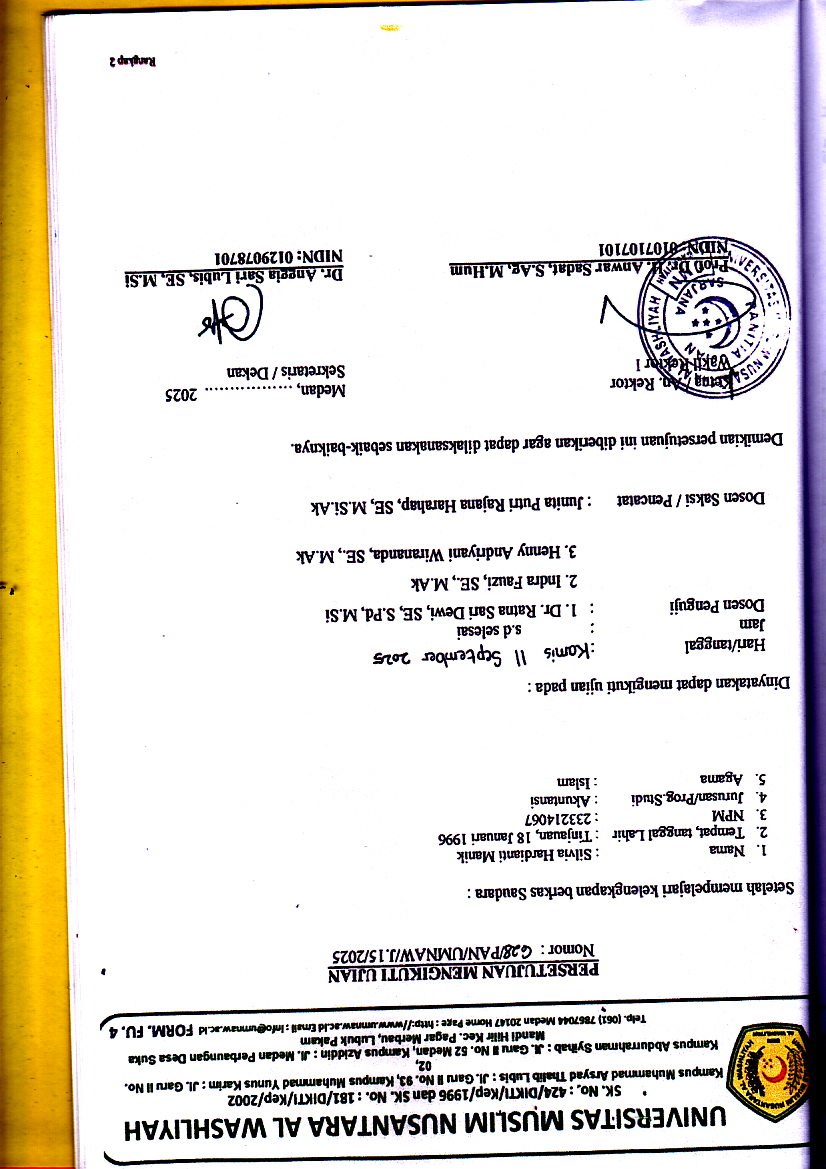 UNIVERSITAS MUSLIM NUSANTARA AL WASHLIYAH
SK. No. : 424/DIKTI/Kep/1996 dan SK. No. : 181/DIKTI/Kep/2002
Kampus Muhammad Arsyad Thalib Lubis : Jl. Garu II No. 93, Kampus Muhammad Yunus Karim : Jl. Garu II No.
02,
Kampus Abdurrahman Syihab : Jl. Garu II No. 52 Medan, Kampus Aziddin : Jl. Medan Perbaungan Desa Suka
Mandi Hilir Kec. Pagar Merbau, Lubuk Pakam
Telp. (061) 7867044 Medan 20147 Home Page : http://www.umnaw.ac.id Email : info@umnaw.ac.id FORM. FU. 4
PERSETUJUAN MENGIKUTI UJIAN
Nomor : 628/PAN/UMNAW/J.15/2025
Setelah mempelajari kelengkapan berkas Saudara :
1. Nama : Silvia Hardianti Manik
2. Tempat, tanggal Lahir : Tinjauan, 18 Januari 1996
3. NPM : 233214067
4. Jurusan/Prog.Studi : Akuntansi
5. Agama : Islam
Dinyatakan dapat mengikuti ujian pada :
Hari/tanggal : Kamis 11 September 2025
Jam : s.d selesai
Dosen Penguji : 1. Dr. Ratna Sari Dewi, SE, S.Pd, M.Si
2. Indra Fauzi, SE., M.Ak
3. Henny Andriyani Wirananda, SE., M.Ak
Dosen Saksi / Pencatat : Junita Putri Rajana Harahap, SE, M.Si.Ak
Demikian persetujuan ini diberikan agar dapat dilaksanakan sebaik-baiknya.
Medan, .................. 2025
Ketua / An. Rektor Sekretaris / Dekan
Wakil Rektor I
PANITIA UJIAN SARJANA
Prof. Dr. H. Anwar Sadat, S.Ag, M.Hum Dr. Anggia Sari Lubis, SE, M.Si
NIDN: 0107107101 NIDN: 0129078701
Rangkap 2